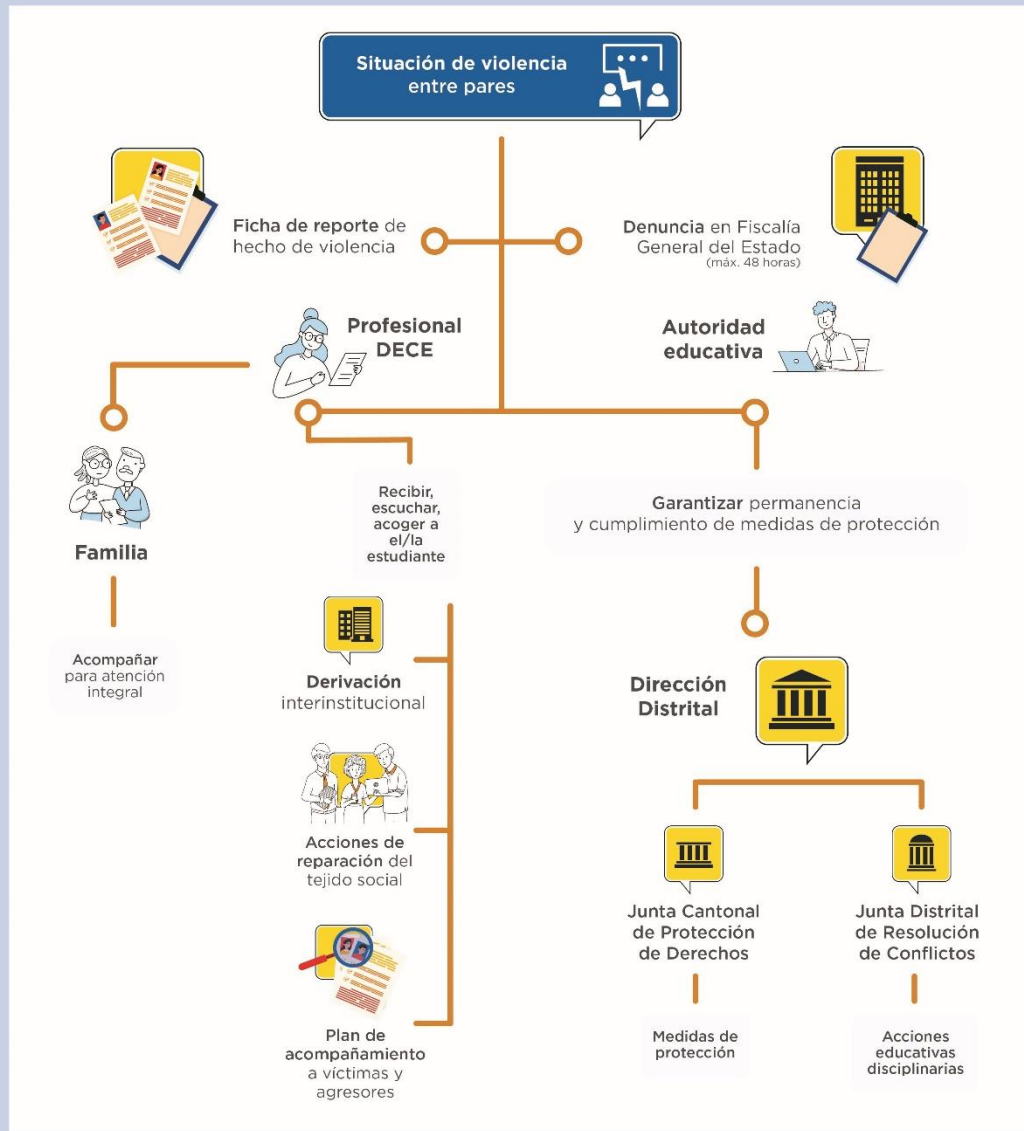 Situación de violencia
entre pares
Ficha de reporte de
hecho de violencia
Denuncia en Fiscalía
General del Estado
(máx. 48 horas)
Profesional
DECE
Autoridad
educativa
Familia
Acompañar
para atención
integral
Recibir,
escuchar,
acoger a
el/la
estudiante
Derivación
interinstitucional
Acciones de
reparación del
tejido social
Plan de
acompañamiento
a víctimas y
agresores
Garantizar permanencia
y cumplimiento de medidas de protección
Dirección
Distrital
Junta Cantonal
de Protección
de Derechos
Medidas de
protección
Junta Distrital
de Resolución
de Conflictos
Acciones
educativas
disciplinarias